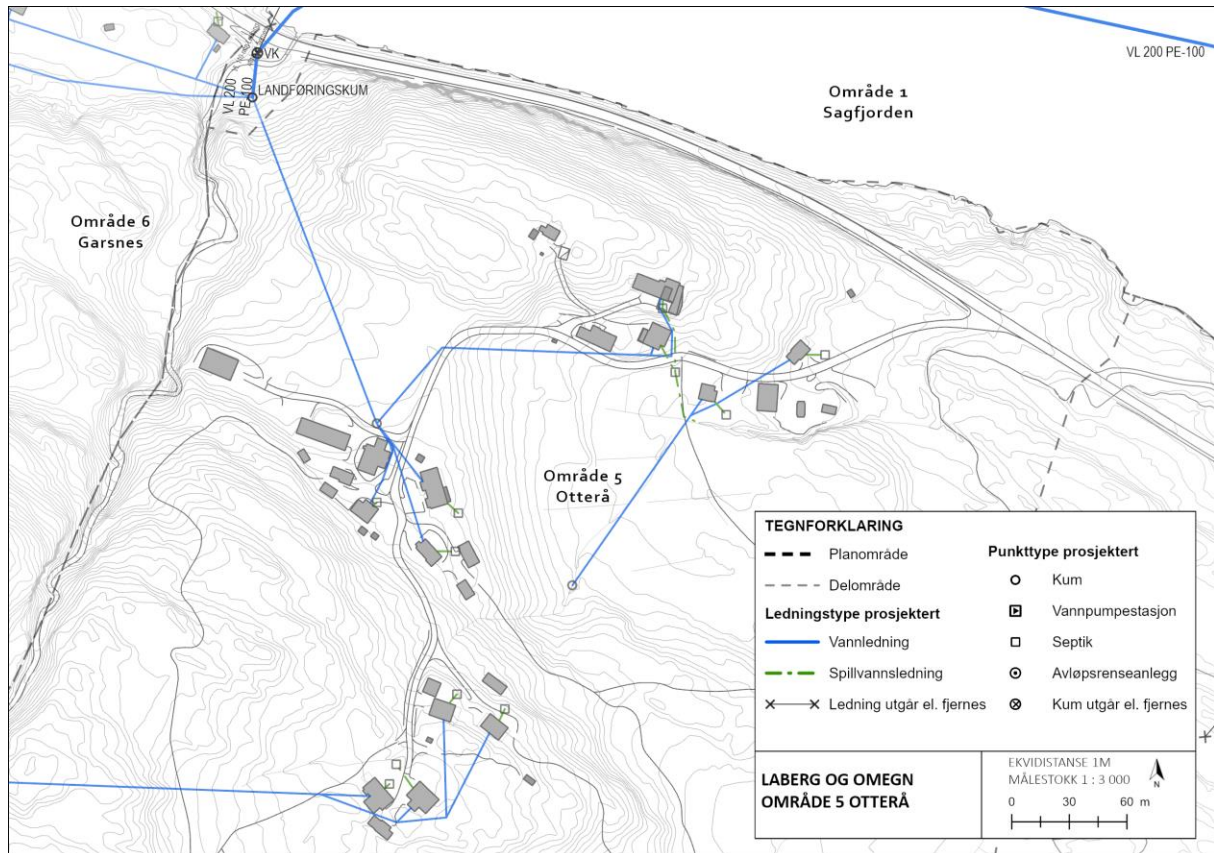 VK
VL 200
PE-100
LANDFØRINGSKUM
VL 200 PE-100
Område 1
Sagfjorden
Område 6
Garsnes
Område 5
Otterå
TEGNFORKLARING
Planområde
Delområde
Ledningstype prosjektert
Vannledning
Spillvannsledning
Ledning utgår el. fjernes
Punkttype prosjektert
Kum
Vannpumpestasjon
Septik
Avløpsrenseanlegg
Kum utgår el. fjernes
LABERG OG OMEGN
OMRÅDE 5 OTTERÅ
EKVIDISTANSE 1M
MÅLESTOKK 1 : 3 000
N
0 30 60 m